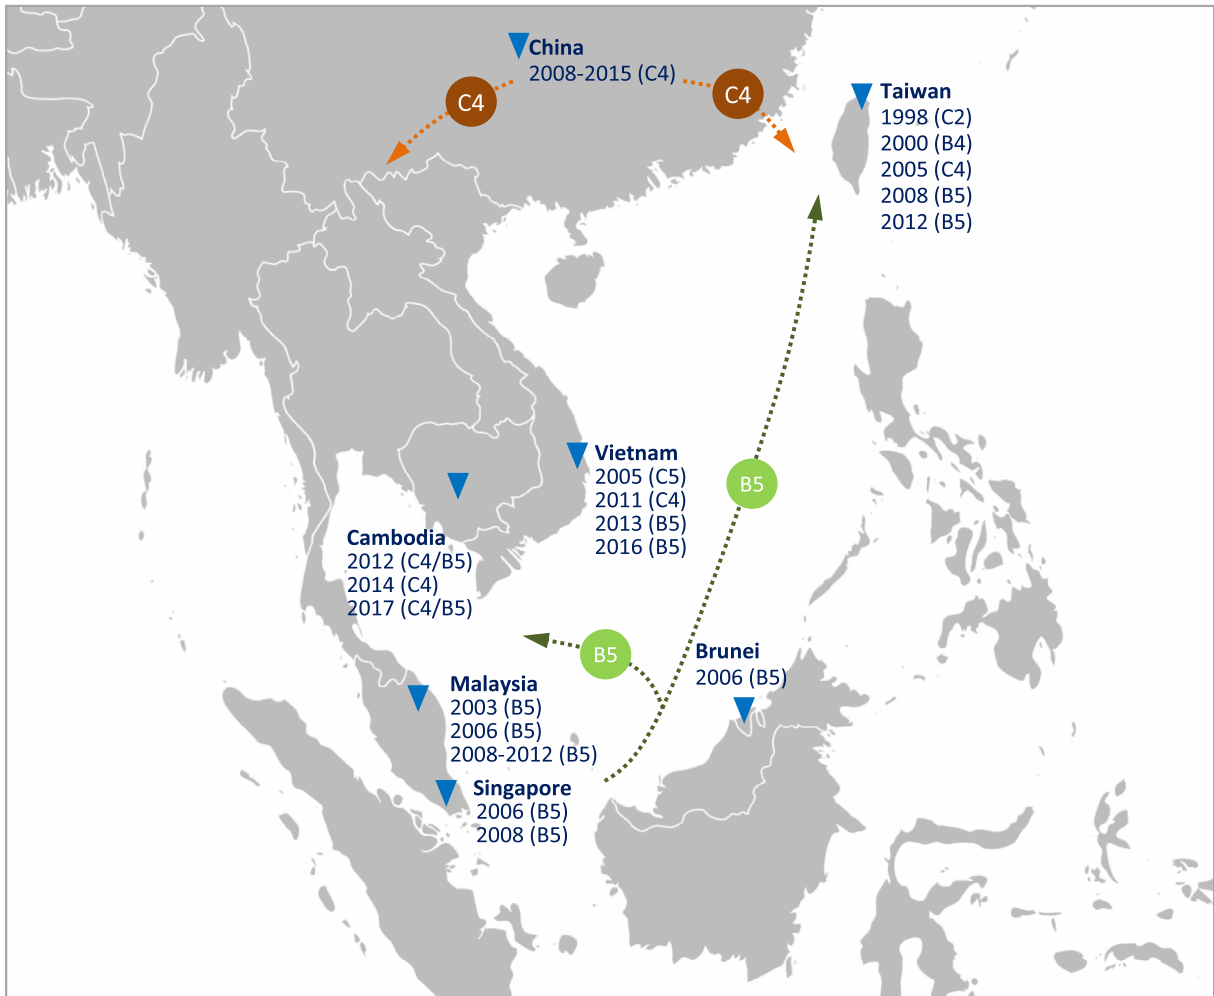 China
2008-2015 (C4)
C4
C4
Taiwan
1998 (C2)
2000 (B4)
2005 (C4)
2008 (B5)
2012 (B5)
Vietnam
2005 (C5)
2011 (C4)
2013 (B5)
2016 (B5)
B5
Cambodia
2012 (C4/B5)
2014 (C4)
2017 (C4/B5)
B5
Brunei
2006 (B5)
Malaysia
2003 (B5)
2006 (B5)
2008-2012 (B5)
Singapore
2006 (B5)
2008 (B5)